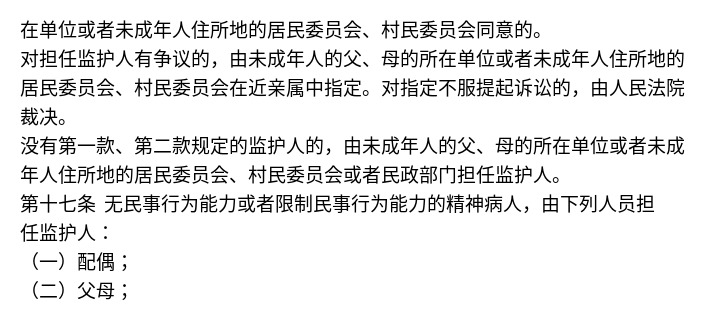 在单位或者未成年人住所地的居民委员会、村民委员会同意的。
对担任监护人有争议的，由未成年人的父、母的所在单位或者未成年人住所地的
居民委员会、村民委员会在近亲属中指定。对指定不服提起诉讼的，由人民法院
裁决。
没有第一款、第二款规定的监护人的，由未成年人的父、母的所在单位或者未成
年人住所地的居民委员会、村民委员会或者民政部门担任监护人。
第十七条 无民事行为能力或者限制民事行为能力的精神病人，由下列人员担
任监护人：
（一）配偶；
（二）父母；